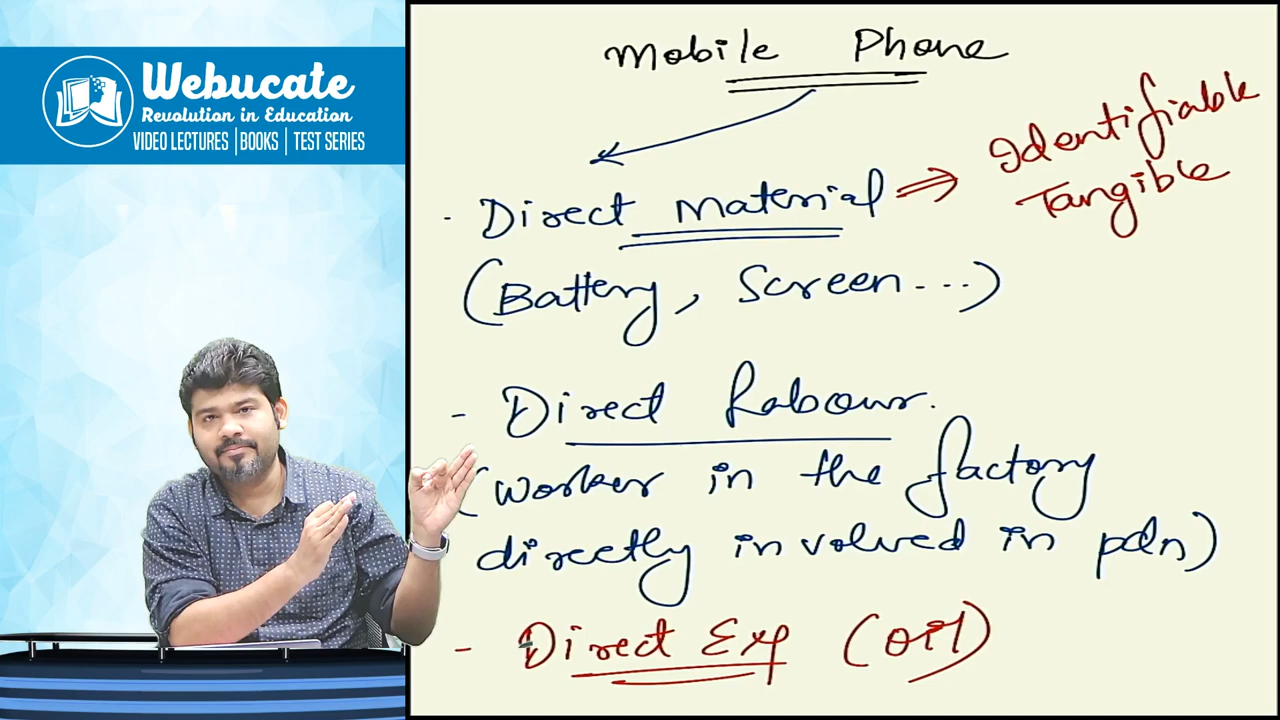 Webucate
Revolution in Education
VIDEO LECTURES | BOOKS | TEST SERIES
Mobile Phone
- Direct Material ⇒ Identifiable
Tangible
(Battery, Screen...)
- Direct Labour.
(worker in the factory
directly involved in pdn)
- Direct Exp (oil)